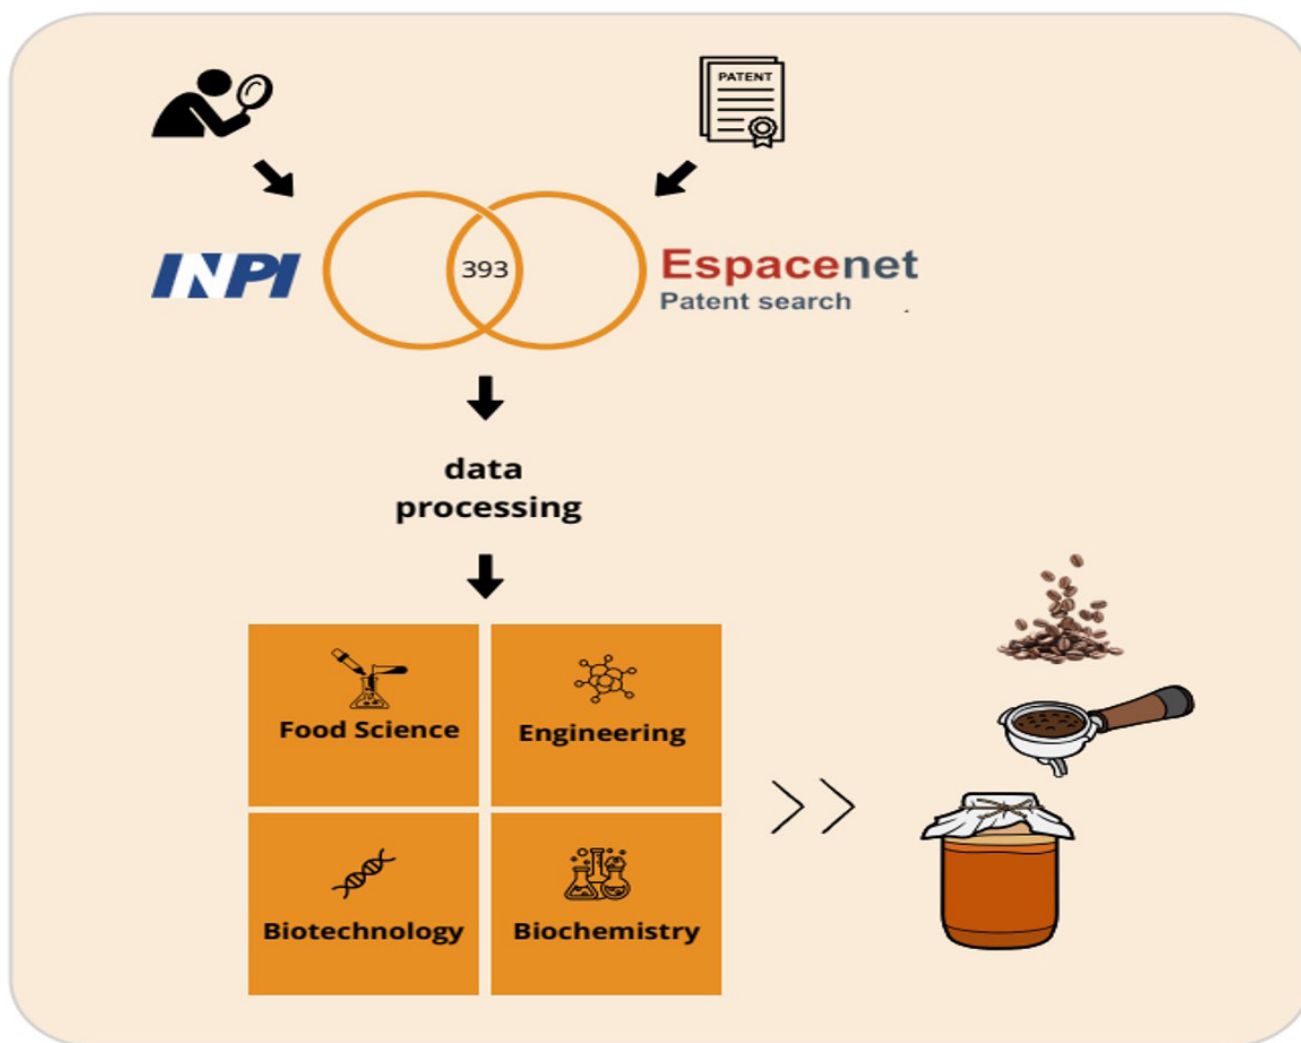 PATENT
INPI
393
Espacenet
Patent search
data
processing
Food Science
Engineering
Biotechnology
Biochemistry